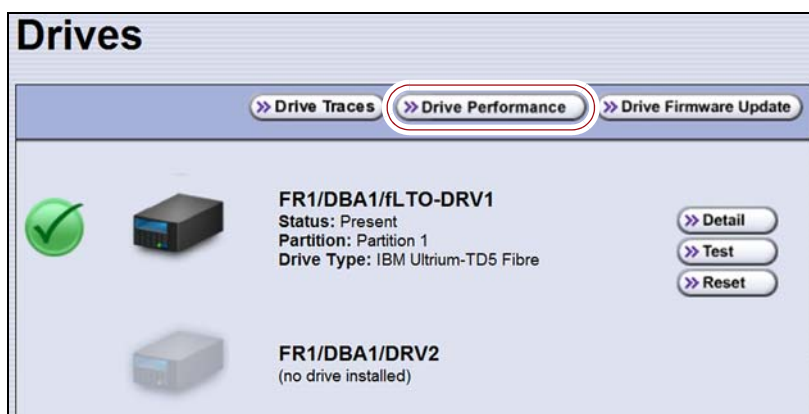 Drives
Drive Traces
Drive Performance
Drive Firmware Update
FR1/DBA1/fLTO-DRV1
Status: Present
Partition: Partition 1
Drive Type: IBM Ultrium-TD5 Fibre
Detail
Test
Reset
FR1/DBA1/DRV2
(no drive installed)